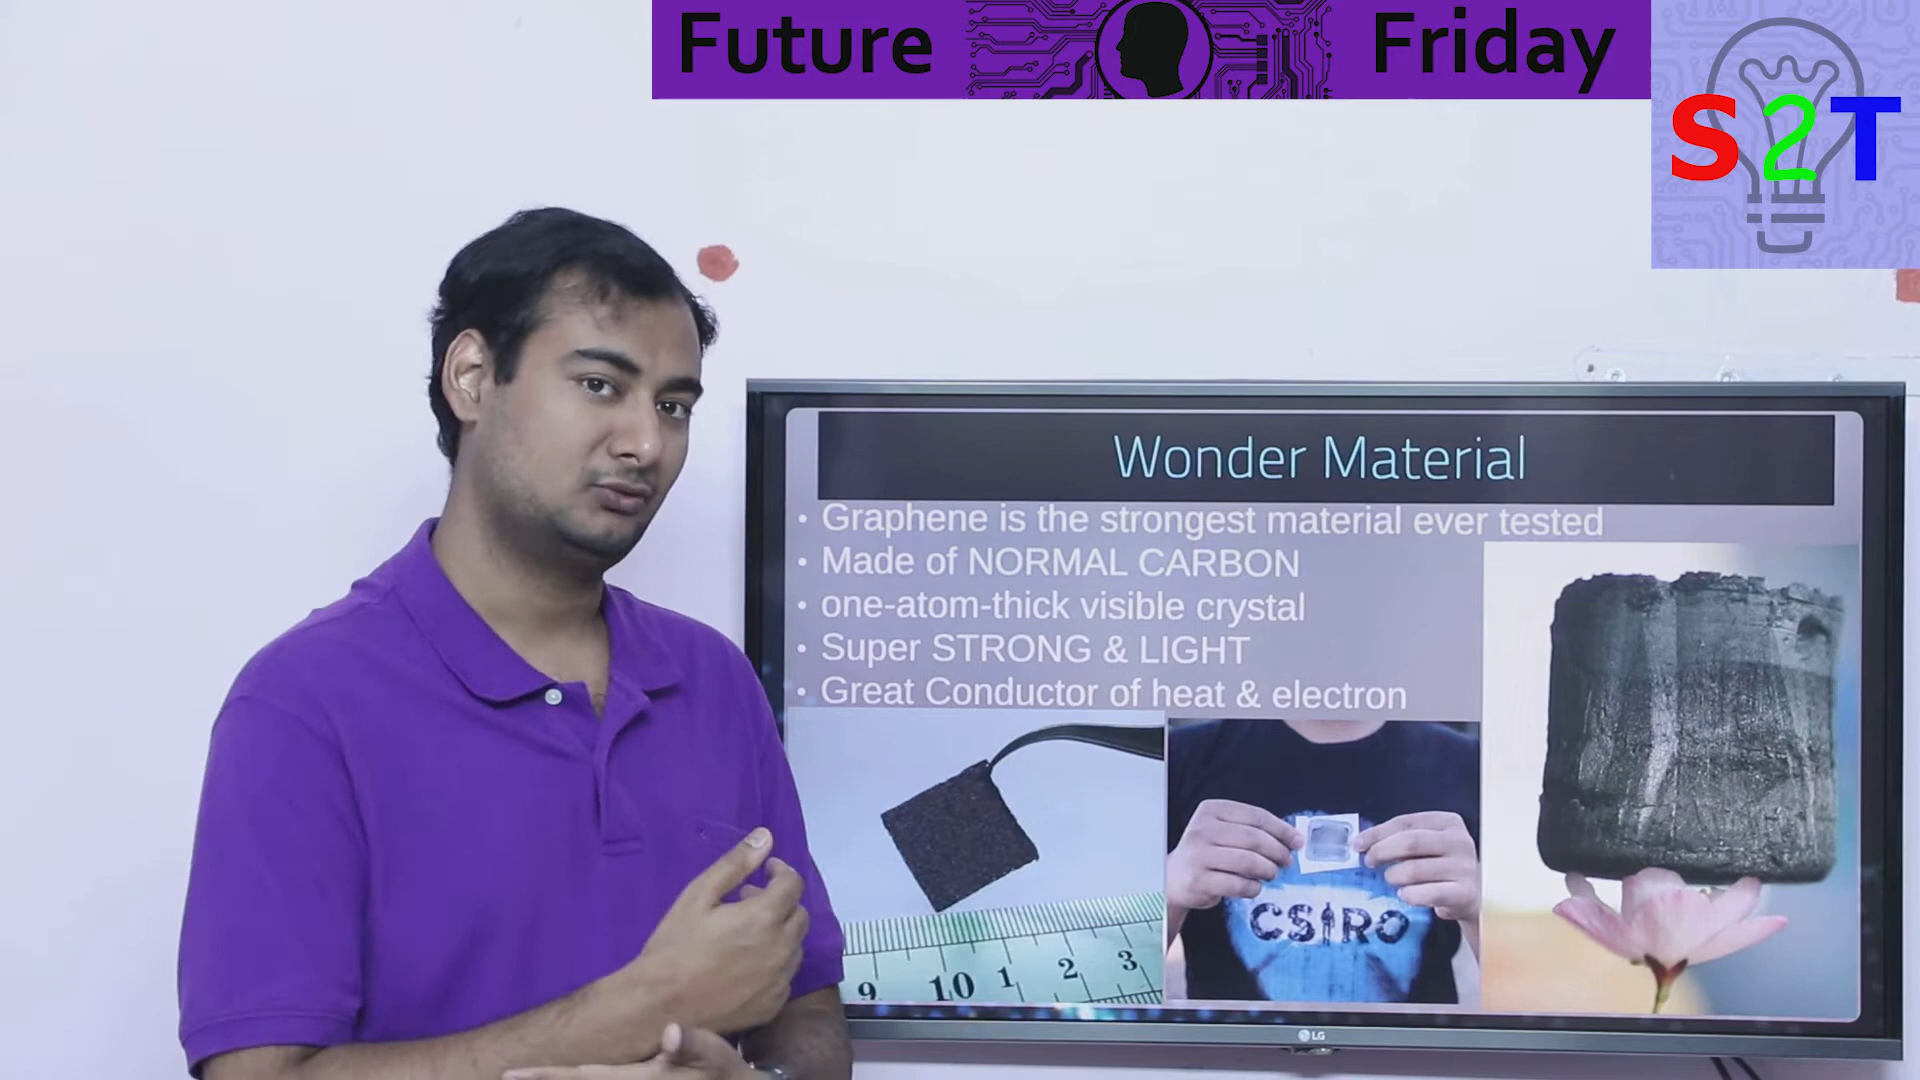 Future Friday
S2T
Wonder Material
• Graphene is the strongest material ever tested
• Made of NORMAL CARBON
• one-atom-thick visible crystal
• Super STRONG & LIGHT
• Great Conductor of heat & electron
9 10 1 2 3
CSIRO
LG